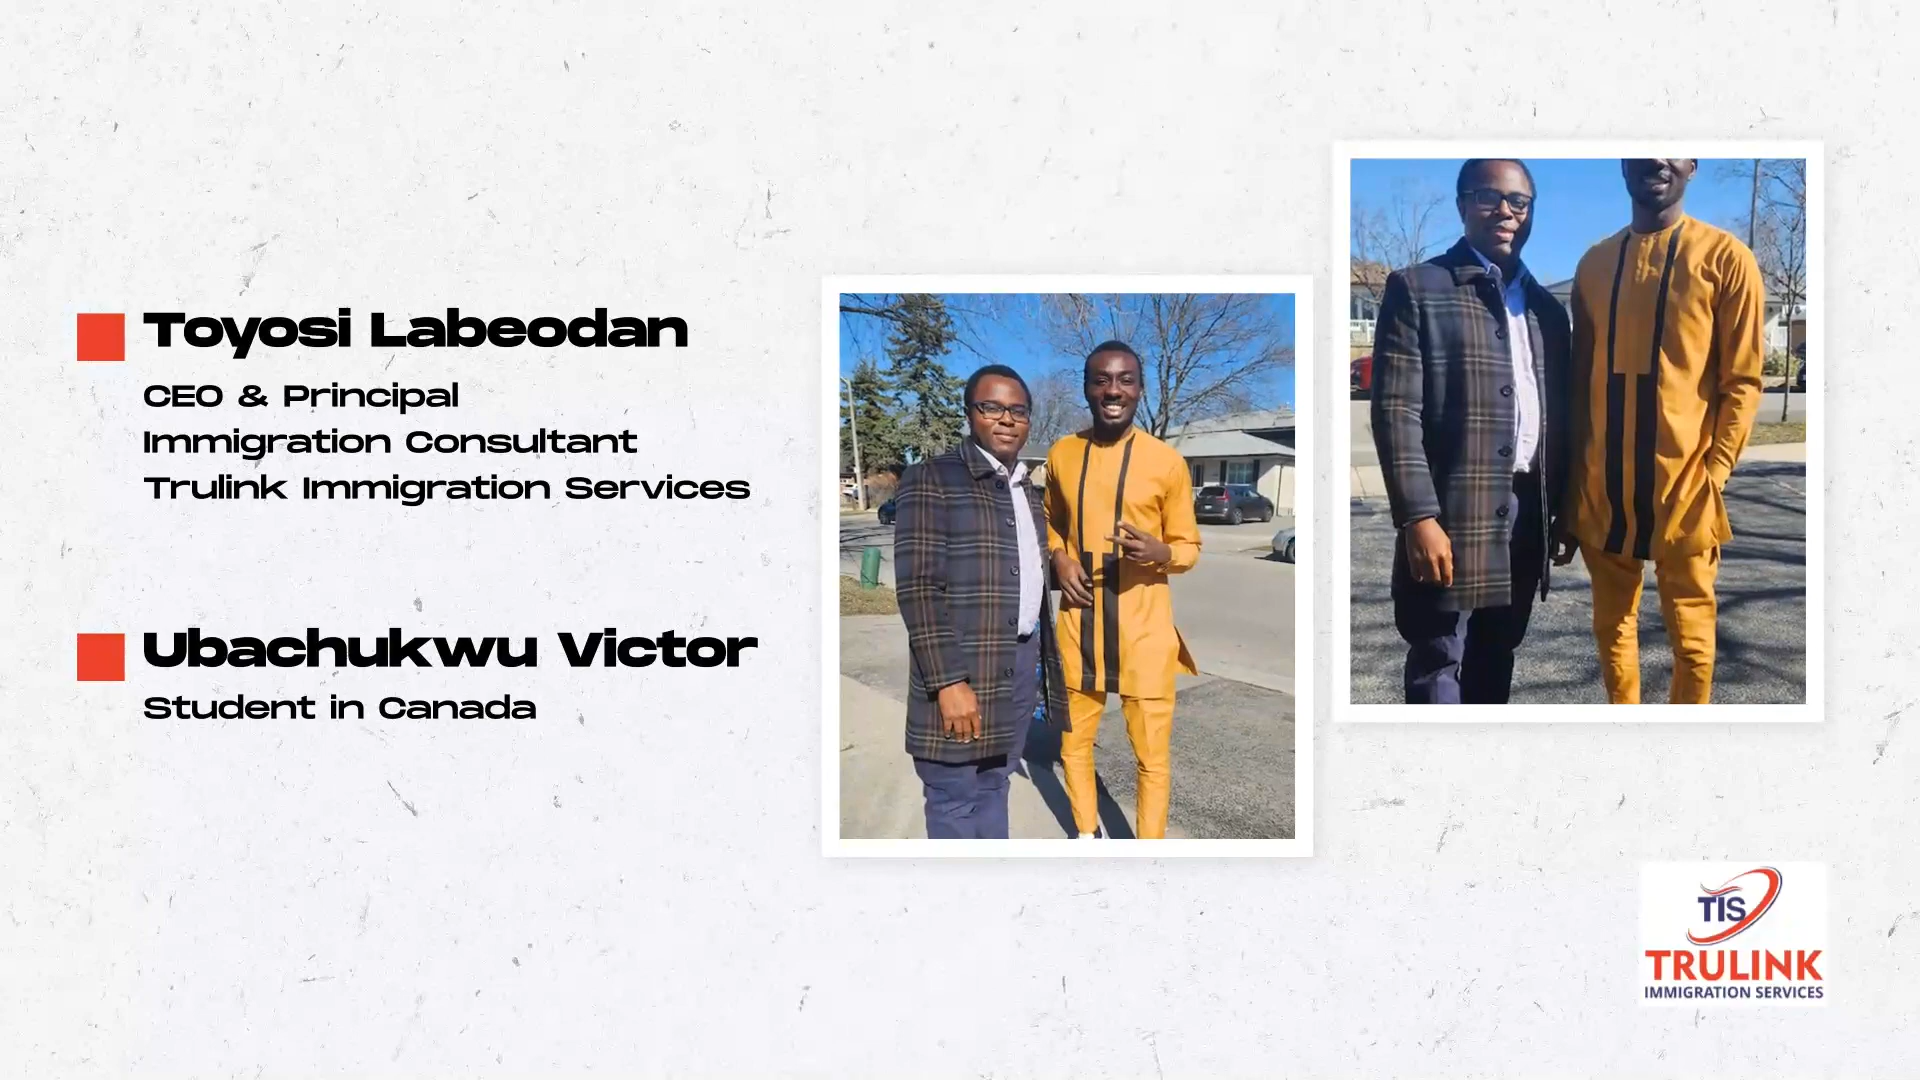 Toyosi Labeodan
CEO & Principal
Immigration Consultant
Trulink Immigration Services
Ubachukwu Victor
Student in Canada
TIS
TRULINK
IMMIGRATION SERVICES